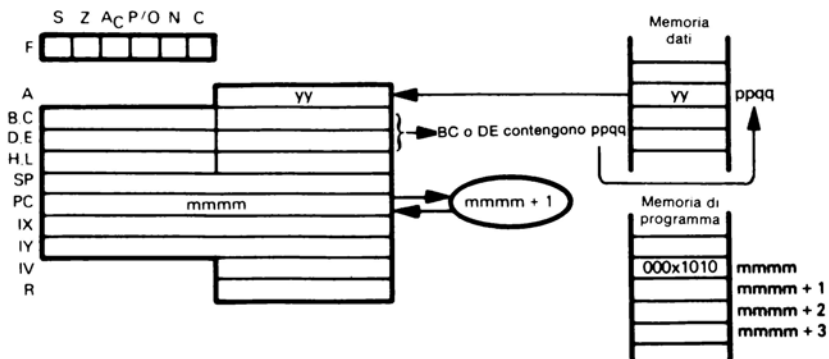 S Z AC P/O N C
F
Memoria
dati
A yy
yy ppqq
B.C
D.E
BC o DE contengono ppqq
H.L
SP
PC mmmm
mmmm + 1
IX
IY
IV
R
Memoria di
programma
000x1010 mmmm
mmmm + 1
mmmm + 2
mmmm + 3